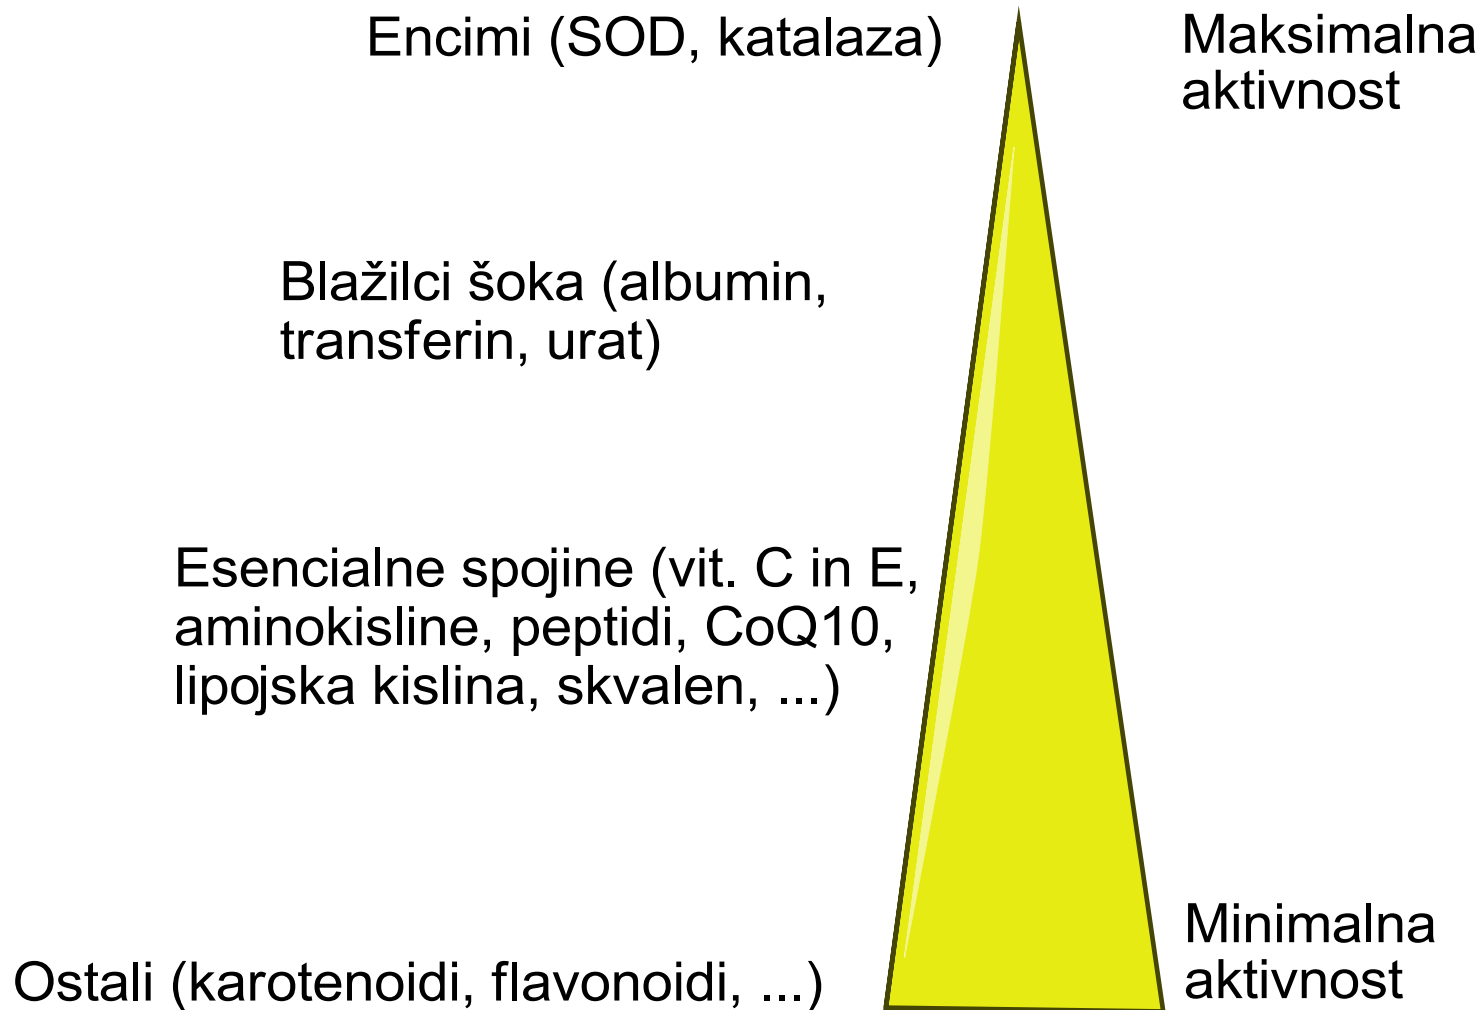 Encimi (SOD, katalaza)
Maksimalna
aktivnost
Blažilci šoka (albumin,
transferin, urat)
Esencialne spojine (vit. C in E,
aminokisline, peptidi, CoQ10,
lipojska kislina, skvalen, ...)
Ostali (karotenoidi, flavonoidi, ...)
Minimalna
aktivnost